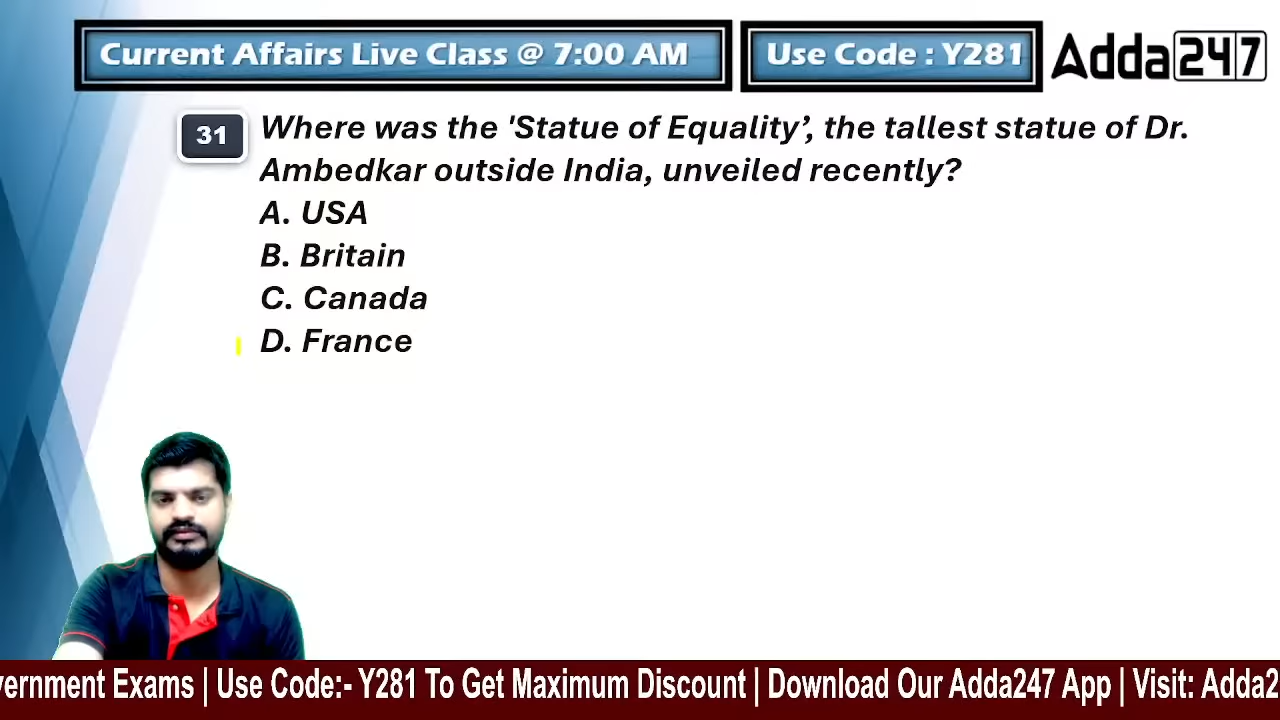 Current Affairs Live Class @ 7:00 AM
Use Code : Y281
Adda247
31
Where was the 'Statue of Equality’, the tallest statue of Dr.
Ambedkar outside India, unveiled recently?
A. USA
B. Britain
C. Canada
D. France
vernment Exams | Use Code:- Y281 To Get Maximum Discount | Download Our Adda247 App | Visit: Adda2